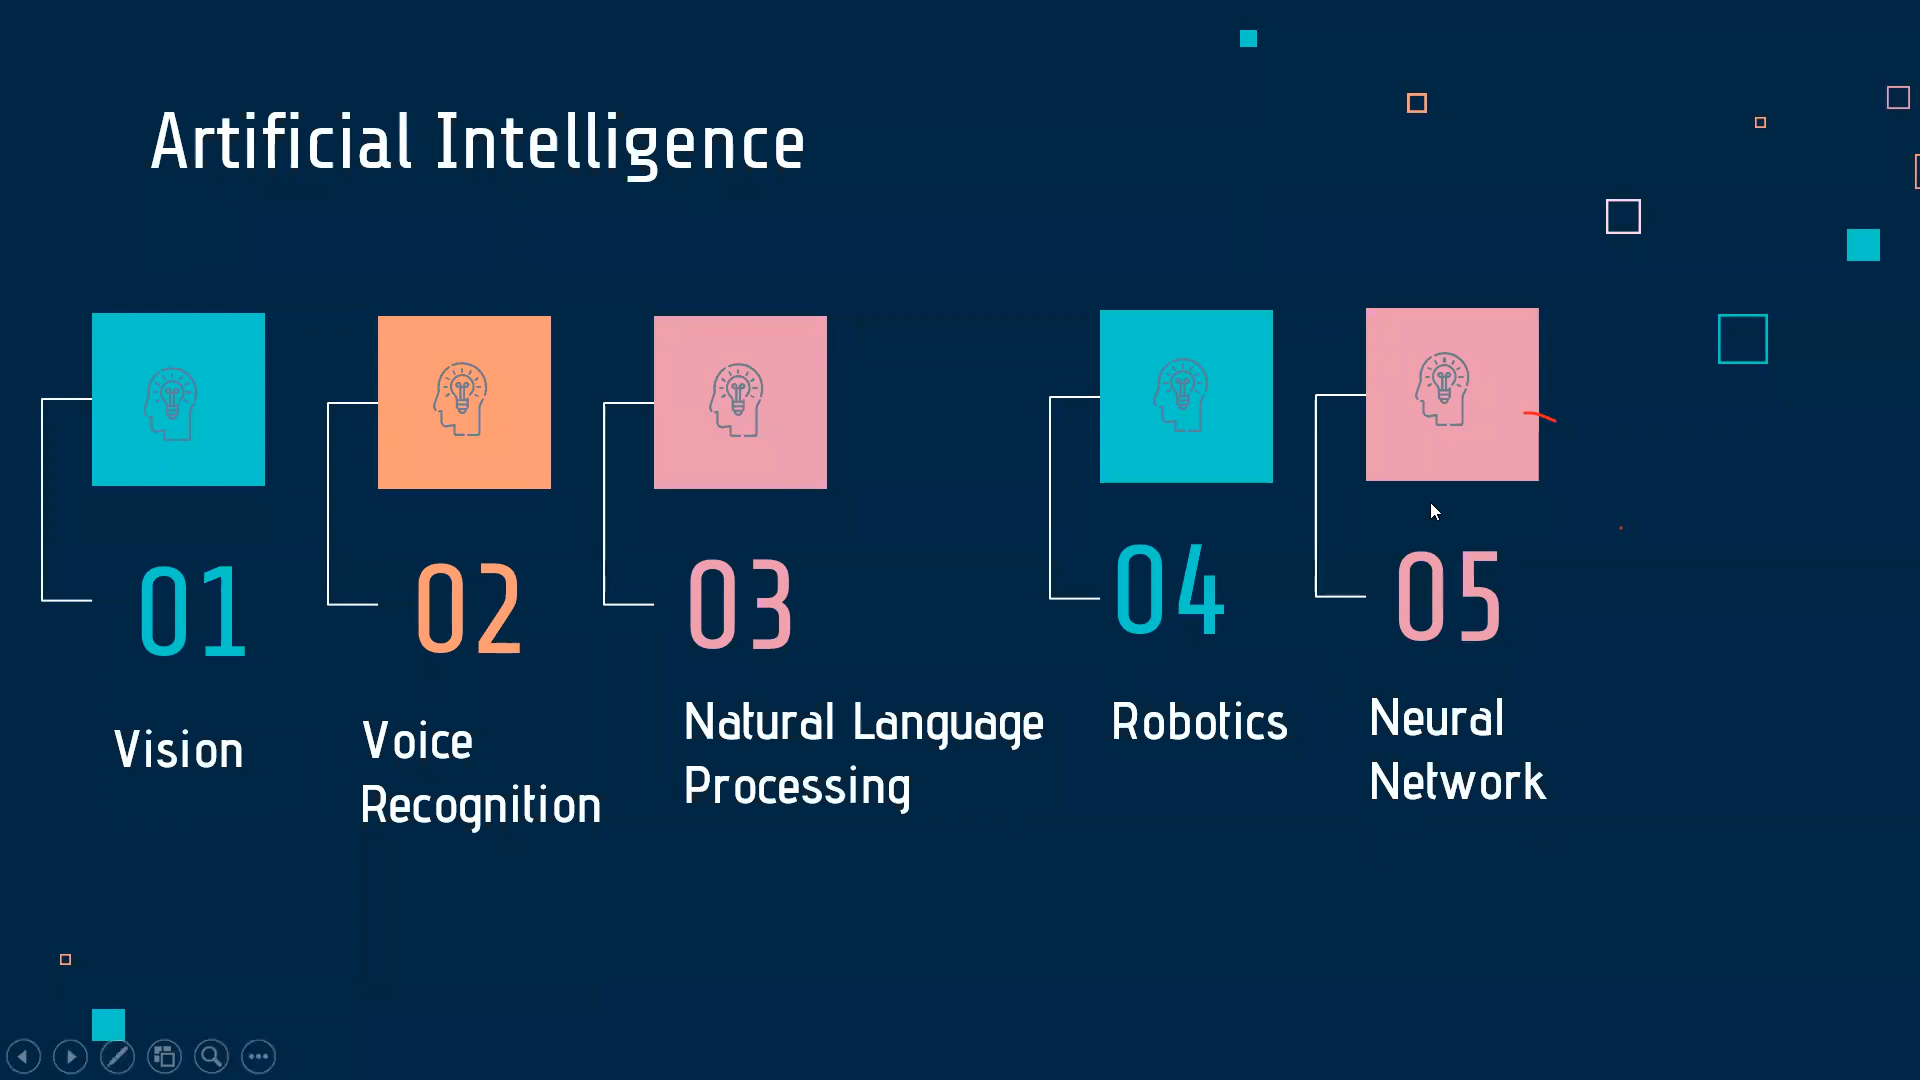 Artificial Intelligence
01
Vision
02
Voice
Recognition
03
Natural Language
Processing
04
Robotics
05
Neural
Network